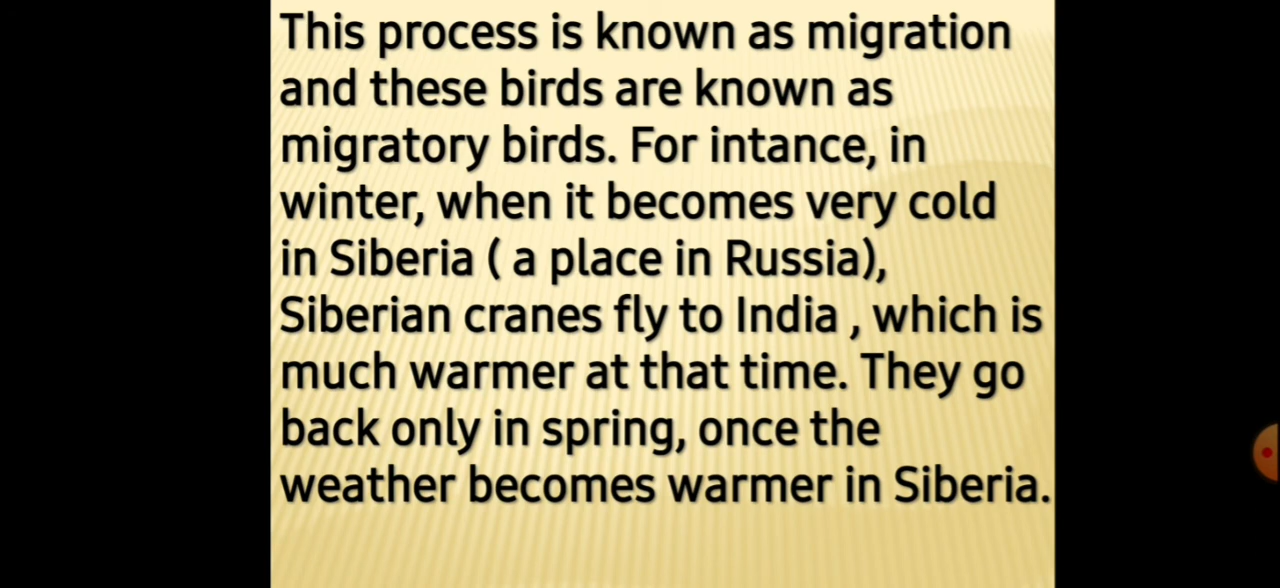 This process is known as migration
and these birds are known as
migratory birds. For intance, in
winter, when it becomes very cold
in Siberia ( a place in Russia),
Siberian cranes fly to India , which is
much warmer at that time. They go
back only in spring, once the
weather becomes warmer in Siberia.